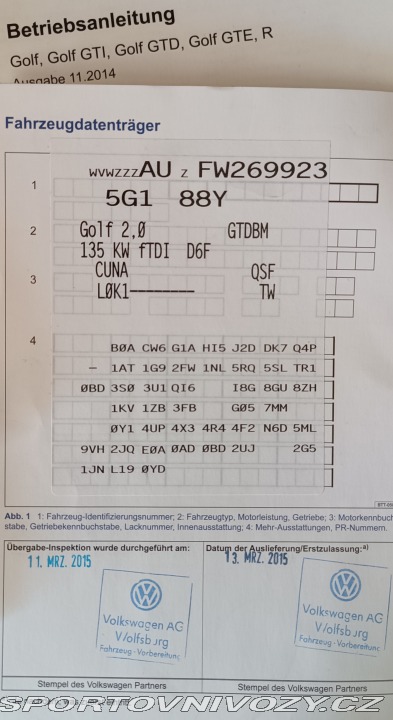 Betriebsanleitung
Golf, Golf GTI, Golf GTD, Golf GTE, R
Ausgabe 11.2014
Fahrzeugdatenträger
1
WVWZZZAU Z FW269923
5G1 88Y
2
Golf 2,0 GTDBM
135 KW fTDI D6F
3
CUNA QSF
L0K1-------- TW
4
B0A CW6 G1A HI5 J2D DK7 Q4P
- 1AT 1G9 2FW 1NL 5RQ 5SL TR1
0BD 3S0 3U1 QI6 I8G 8GU 8ZH
1KV 1ZB 3FB G05 7MM
0Y1 4UP 4X3 4R4 4F2 N6D 5ML
9VH 2JQ E0A 0AD 0BD 2UJ 2G5
1JN L19 0YD
Abb. 1 1: Fahrzeug-Identifizierungsnummer; 2: Fahrzeugtyp, Motorleistung, Getriebe; 3: Motorkennbuch
stabe, Getriebekennbuchstabe, Lacknummer, Innenausstattung; 4: Mehr-Ausstattungen, PR-Nummern.
Übergabe-Inspektion wurde durchgeführt am:
11. MRZ. 2015
Volkswagen AG
Wolfsburg
Fahrzeug-Vorbereitung
Stempel des Volkswagen Partners
Datum der Auslieferung/Erstzulassung:a)
13. MRZ. 2015
Volkswagen AG
Wolfsburg
Fahrzeug-Vorbereitung
Stempel des Volkswagen Partners
SPORTOVNIVOZY.CZ